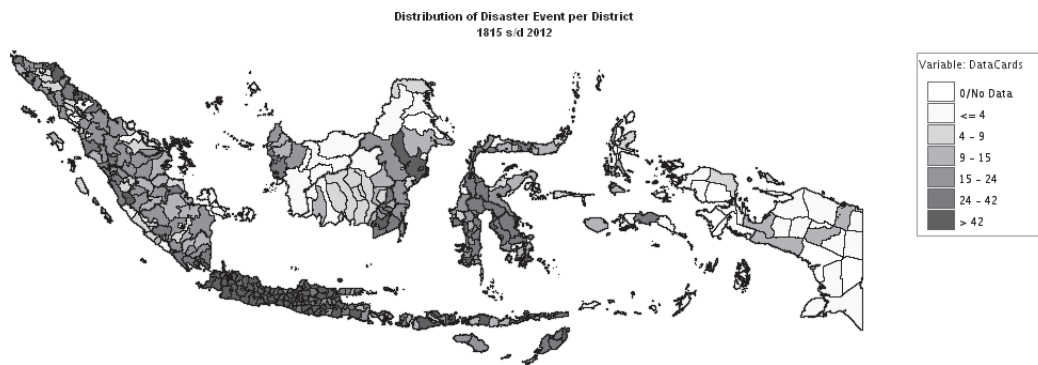 Distribution of Disaster Event per District
1815 s/d 2012
Variable: DataCards
0/No Data
<= 4
4 - 9
9 - 15
15 - 24
24 - 42
> 42